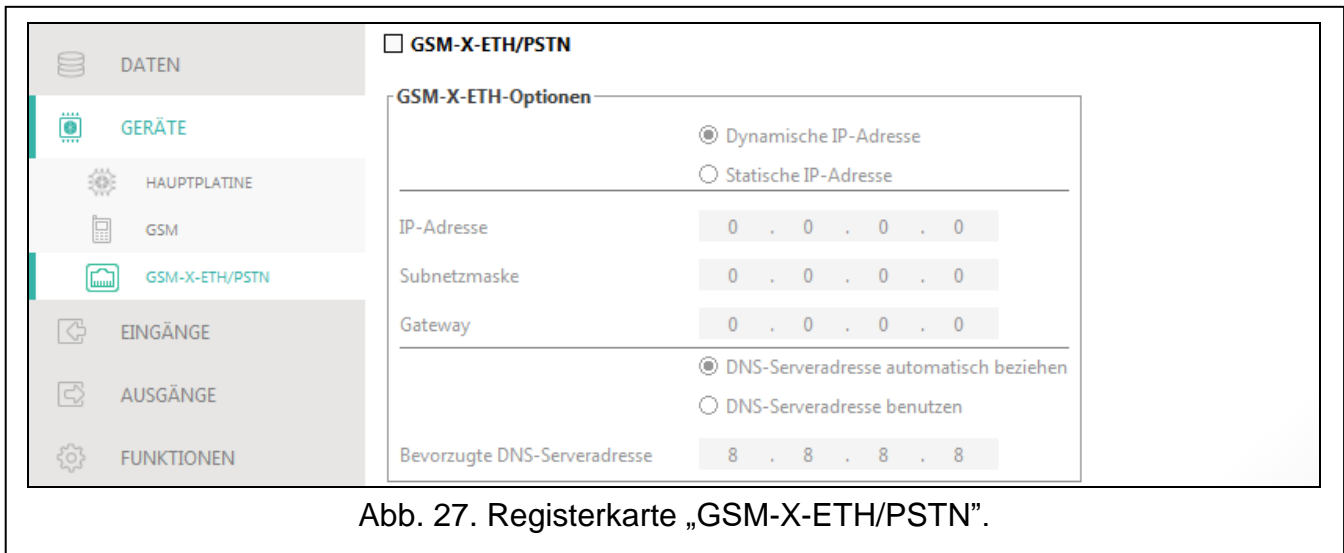 DATEN
GERÄTE
HAUPTPLATINE
GSM
GSM-X-ETH/PSTN
EINGÄNGE
AUSGÄNGE
FUNKTIONEN
GSM-X-ETH/PSTN
GSM-X-ETH-Optionen
Dynamische IP-Adresse
Statische IP-Adresse
IP-Adresse 0 . 0 . 0 . 0
Subnetzmaske 0 . 0 . 0 . 0
Gateway 0 . 0 . 0 . 0
DNS-Serveradresse automatisch beziehen
DNS-Serveradresse benutzen
Bevorzugte DNS-Serveradresse 8 . 8 . 8 . 8
Abb. 27. Registerkarte „GSM-X-ETH/PSTN”.